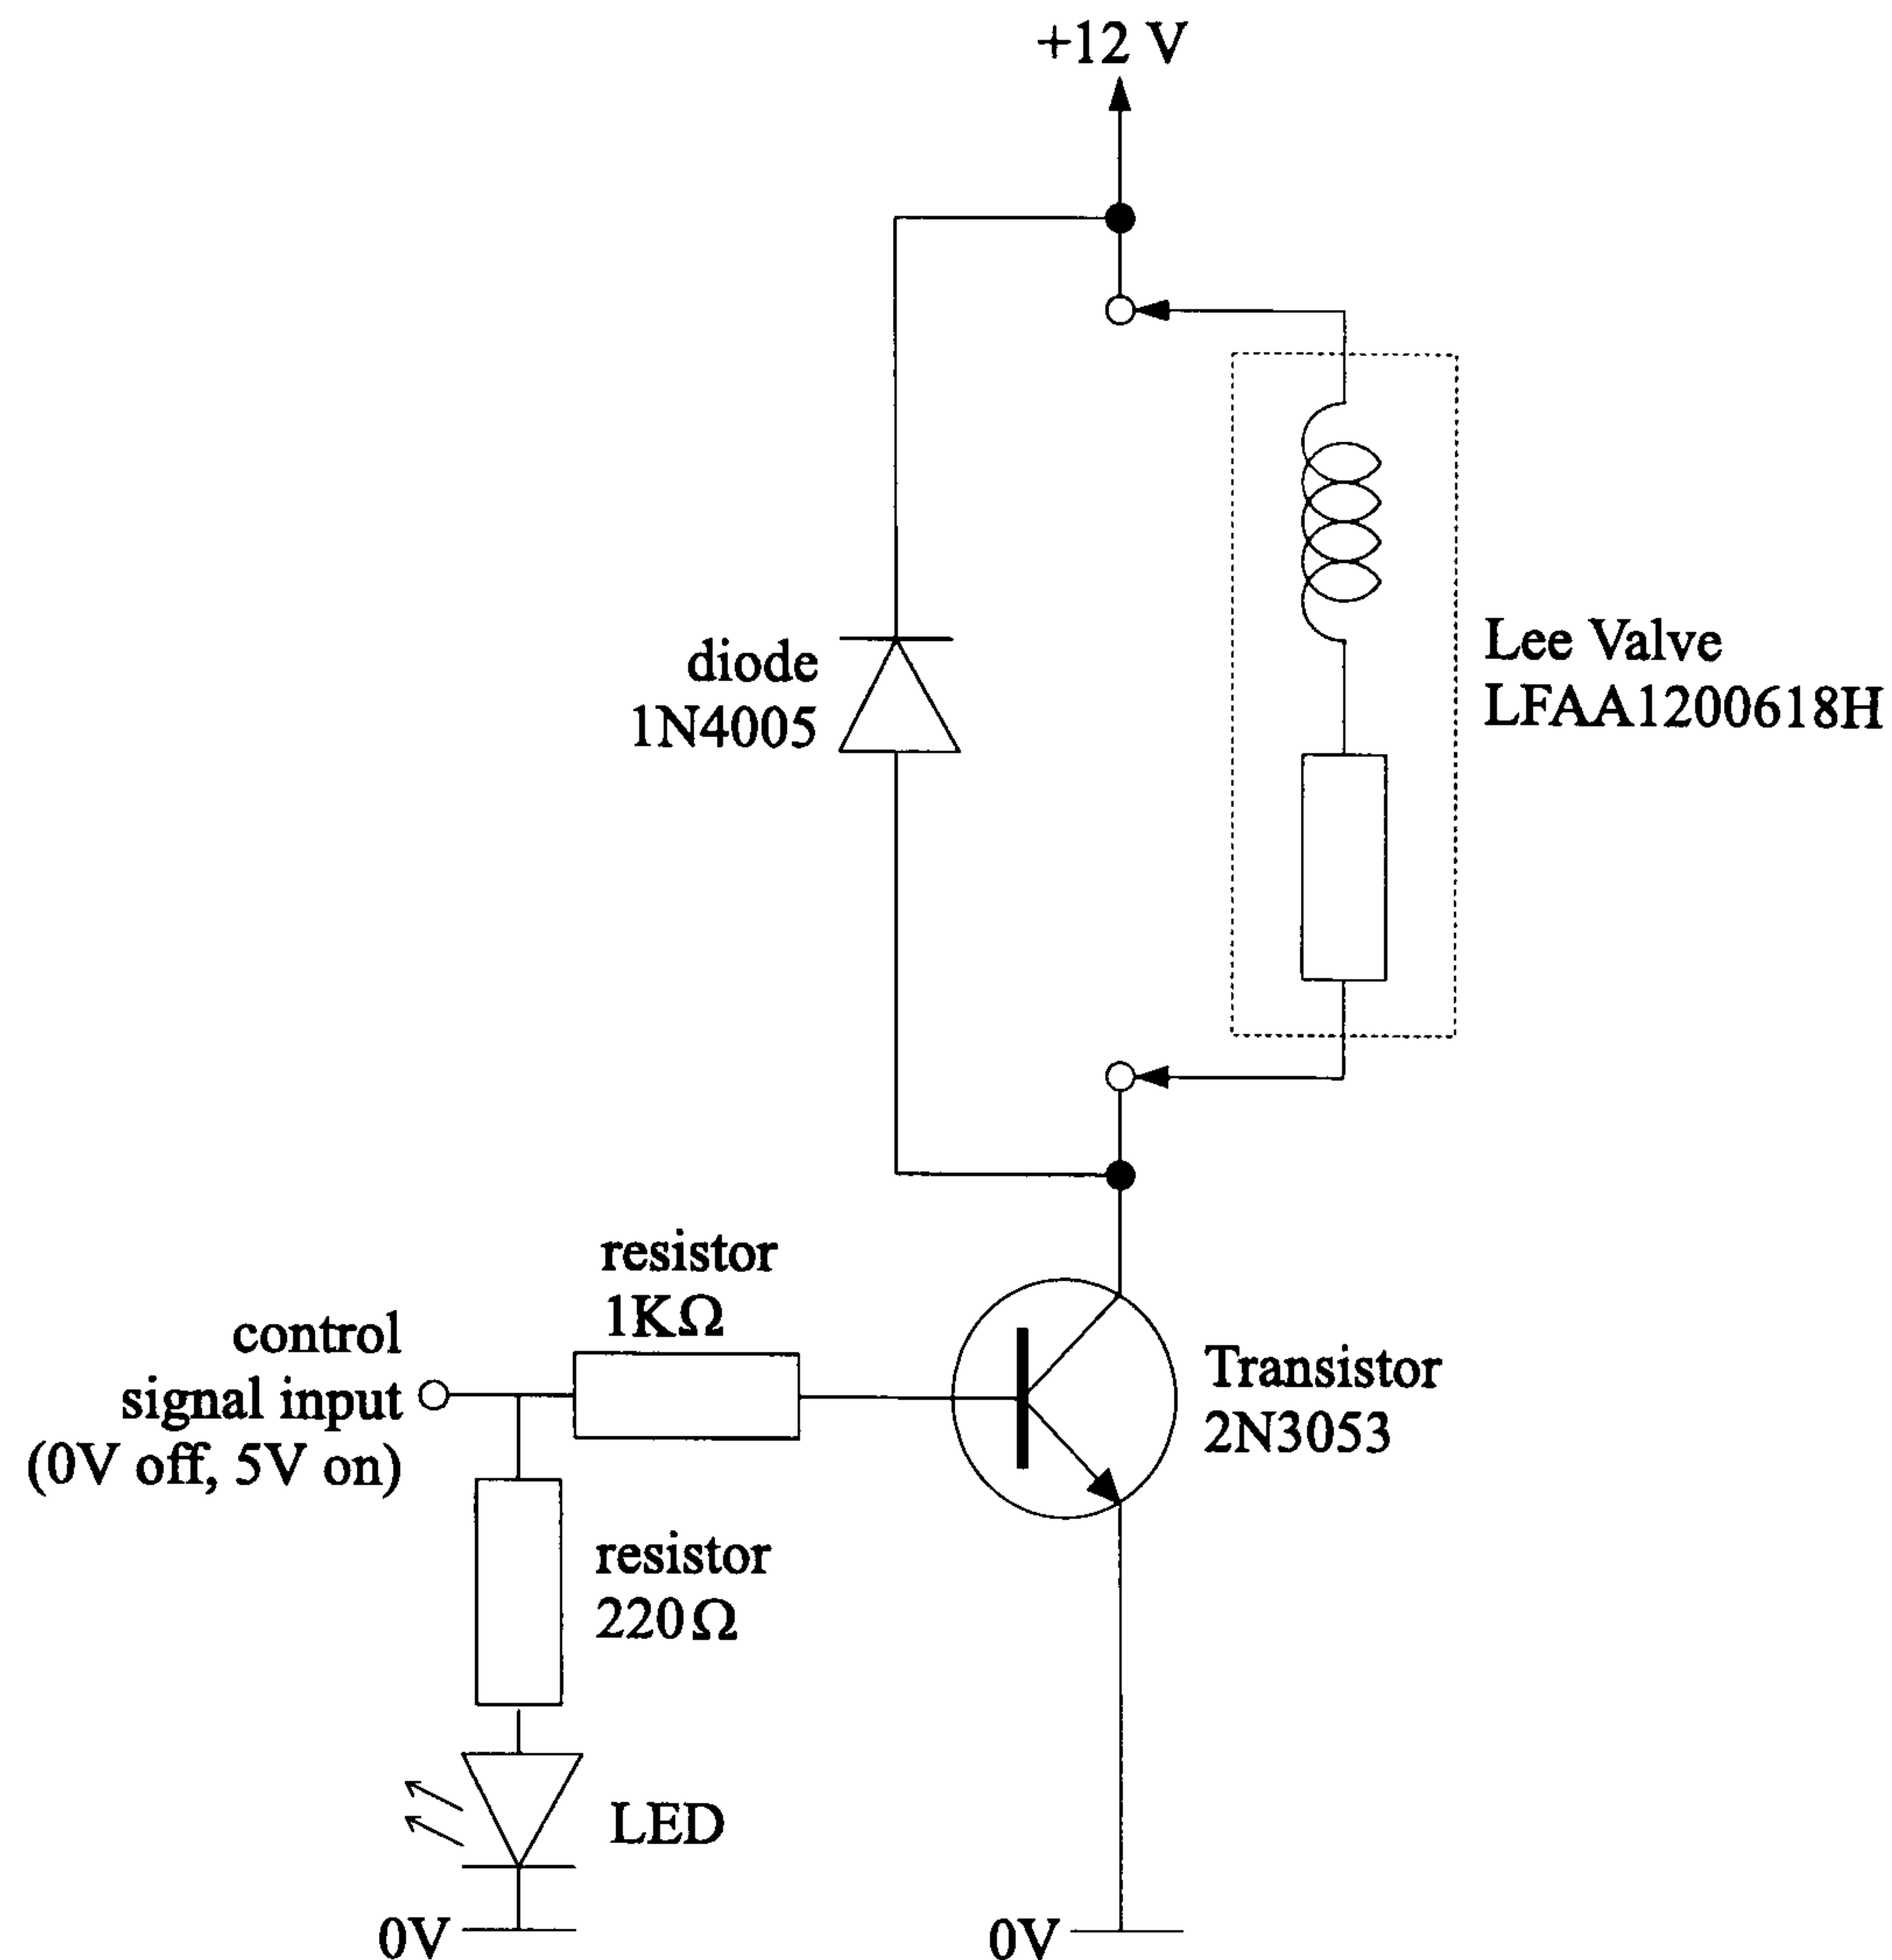 +12 V
diode
1N4005
Lee Valve
LFAA1200618H
resistor
1KΩ
control
signal input
(0V off, 5V on)
Transistor
2N3053
resistor
220Ω
LED
0V
0V